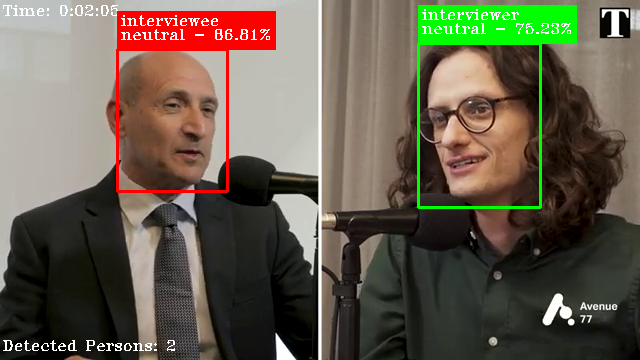 Time: 0:02:05
interviewee
neutral - 86.81%
interviewer
neutral - 75.23%
T
Avenue
77
Detected Persons: 2